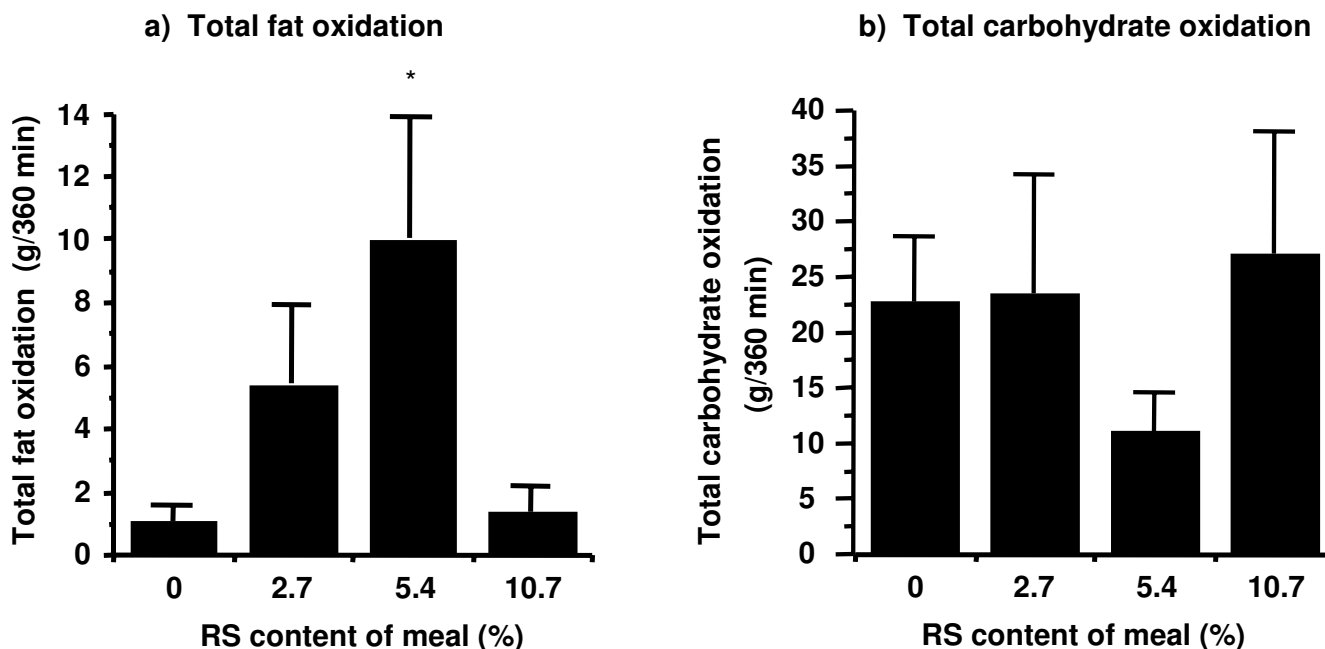 a) Total fat oxidation
*
14
12
10
8
6
4
2
0
Total fat oxidation (g/360 min)
0 2.7 5.4 10.7
RS content of meal (%)
b) Total carbohydrate oxidation
40
35
30
25
20
15
10
5
0
Total carbohydrate oxidation
(g/360 min)
0 2.7 5.4 10.7
RS content of meal (%)